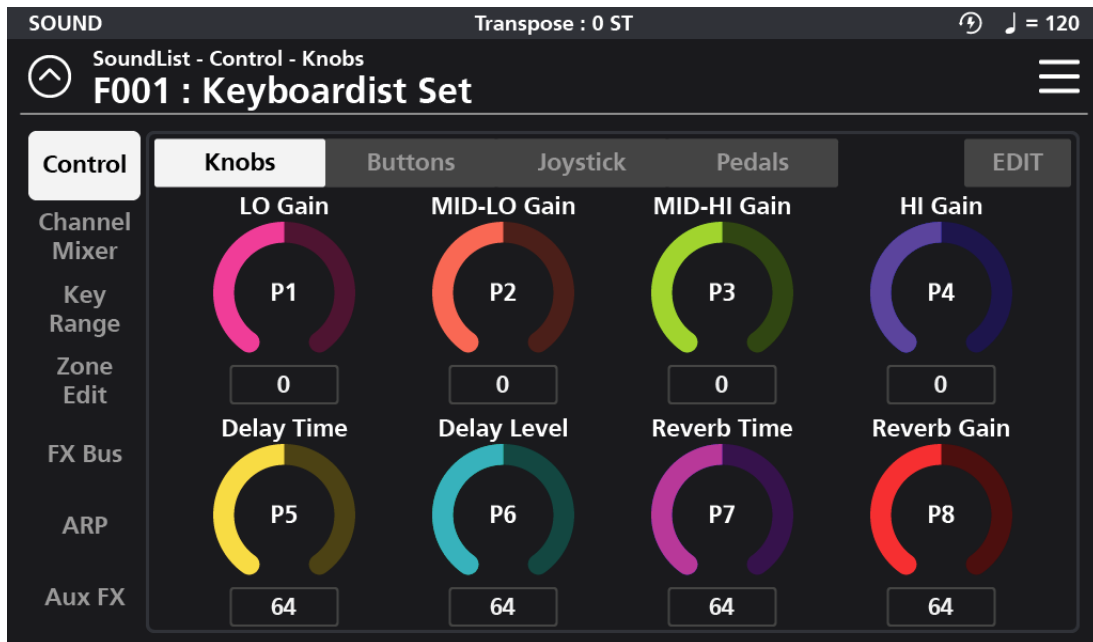 SOUND Transpose : 0 ST = 120
SoundList - Control - Knobs
F001 : Keyboardist Set
Control
Channel
Mixer
Key
Range
Zone
Edit
FX Bus
ARP
Aux FX
Knobs Buttons Joystick Pedals EDIT
LO Gain MID-LO Gain MID-HI Gain HI Gain
P1 P2 P3 P4
0 0 0 0
Delay Time Delay Level Reverb Time Reverb Gain
P5 P6 P7 P8
64 64 64 64